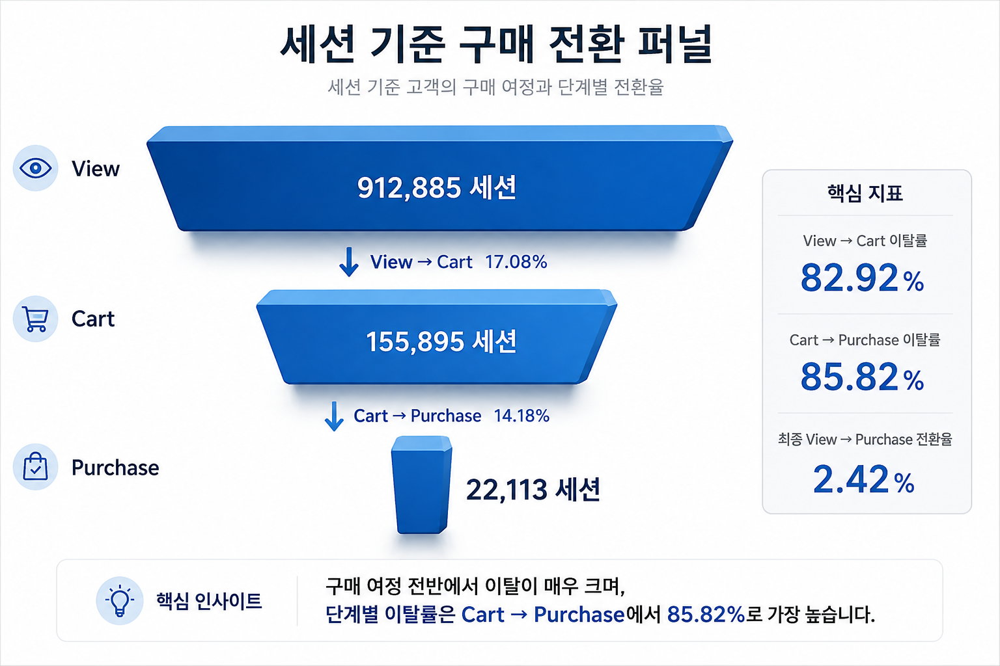 세션 기준 구매 전환 퍼널
세션 기준 고객의 구매 여정과 단계별 전환율
View
912,885 세션
View → Cart 17.08%
Cart
155,895 세션
Cart → Purchase 14.18%
Purchase
22,113 세션
핵심 지표
View → Cart 이탈률
82.92 %
Cart → Purchase 이탈률
85.82 %
최종 View → Purchase 전환율
2.42 %
핵심 인사이트
구매 여정 전반에서 이탈이 매우 크며,
단계별 이탈률은 Cart → Purchase에서 85.82%로 가장 높습니다.